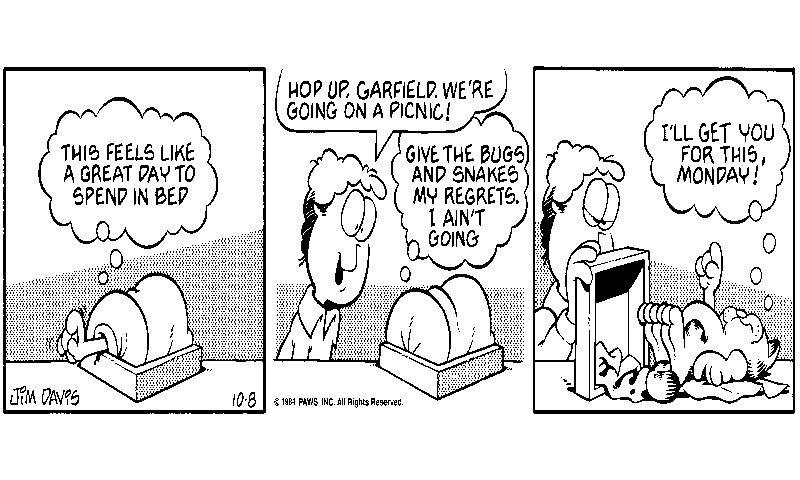 THIS FEELS LIKE
A GREAT DAY TO
SPEND IN BED
JIM DAVIS
10·8
HOP UP, GARFIELD. WE'RE
GOING ON A PICNIC!
GIVE THE BUGS
AND SNAKES
MY REGRETS.
I AIN'T
GOING
© 1984 PAWS, INC. All Rights Reserved.
I'LL GET YOU
FOR THIS,
MONDAY!